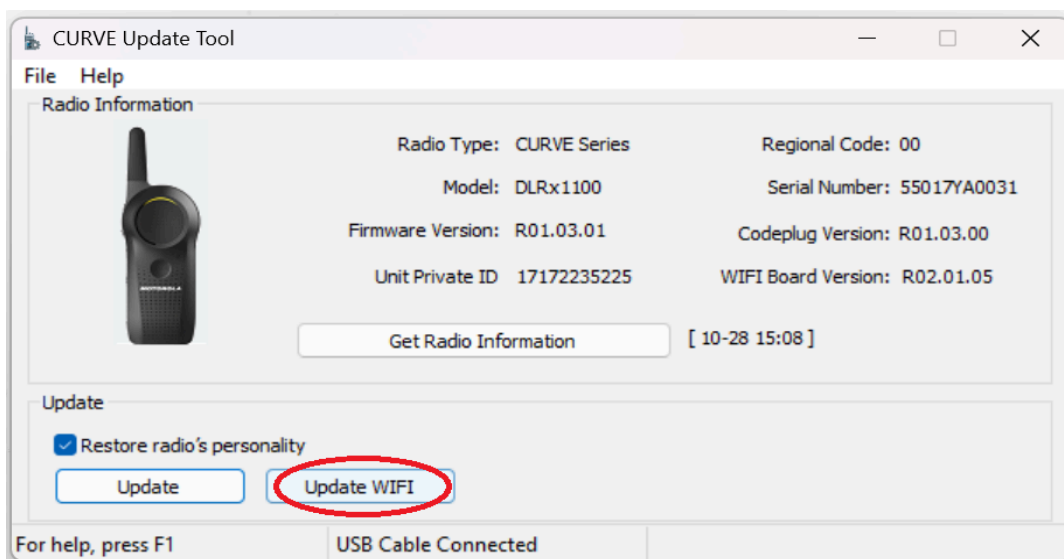 CURVE Update Tool
File Help
Radio Information
Radio Type: CURVE Series Regional Code: 00
Model: DLRx1100 Serial Number: 55017YA0031
Firmware Version: R01.03.01 Codeplug Version: R01.03.00
Unit Private ID 17172235225 WIFI Board Version: R02.01.05
MOTOROLA
Get Radio Information [ 10-28 15:08 ]
Update
Restore radio's personality
Update Update WIFI
For help, press F1 USB Cable Connected